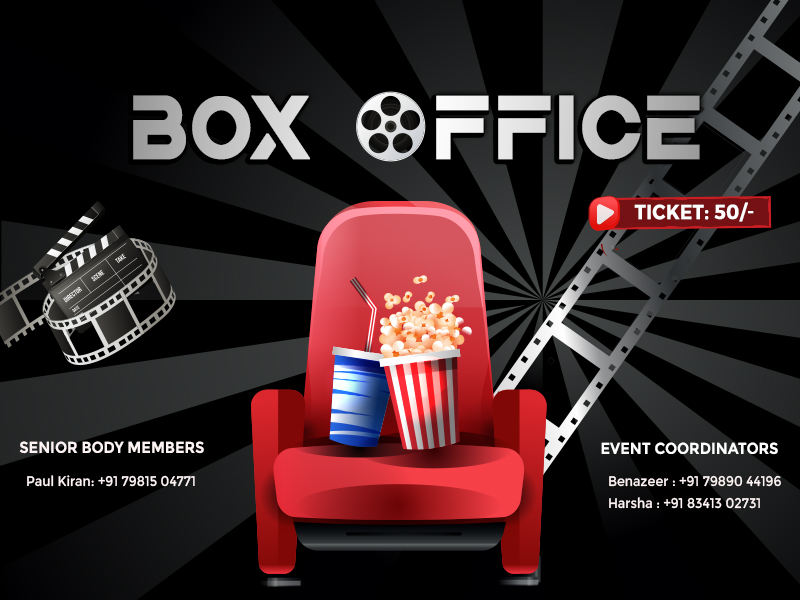 BOX OFFICE
TICKET: 50/-
DIRECTOR SCENE TAKE
SENIOR BODY MEMBERS
Paul Kiran: +91 79815 04771
EVENT COORDINATORS
Benazeer : +91 79890 44196
Harsha : +91 83413 02731